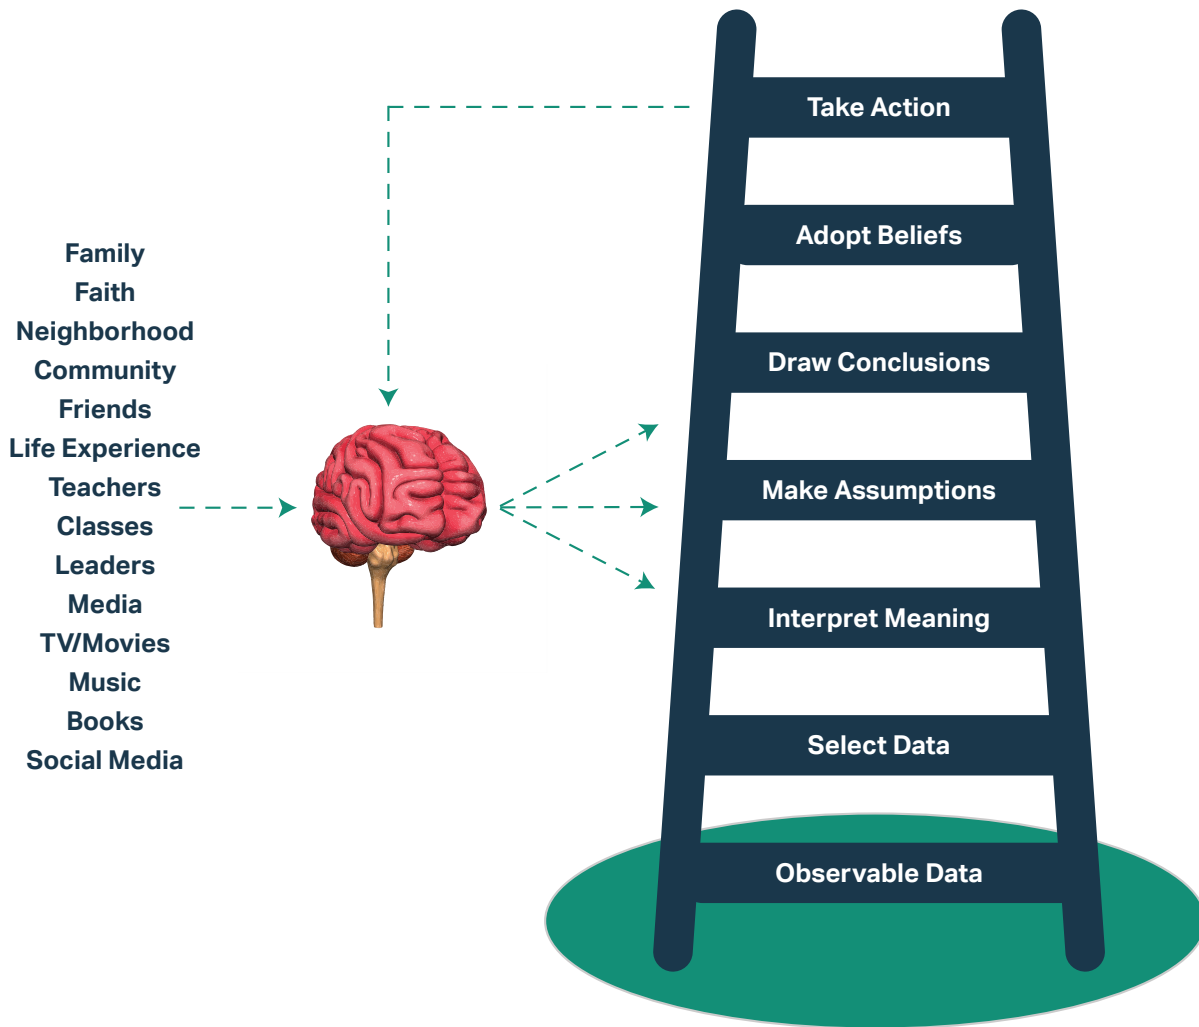 Family
Faith
Neighborhood
Community
Friends
Life Experience
Teachers
Classes
Leaders
Media
TV/Movies
Music
Books
Social Media
Take Action
Adopt Beliefs
Draw Conclusions
Make Assumptions
Interpret Meaning
Select Data
Observable Data